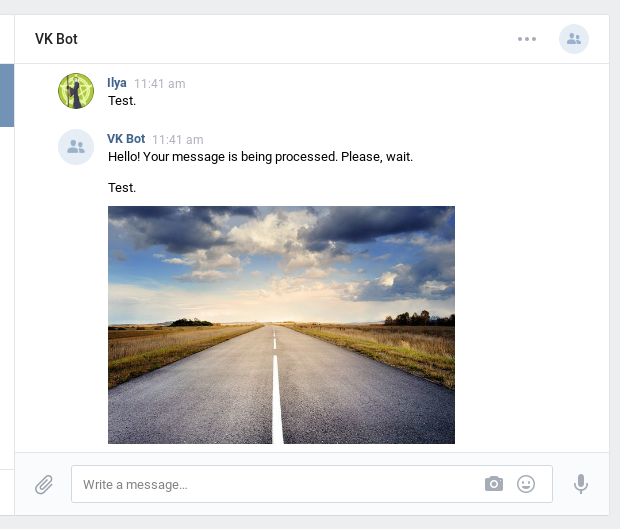 VK Bot
Ilya 11:41 am
Test.
VK Bot 11:41 am
Hello! Your message is being processed. Please, wait.
Test.
Write a message...